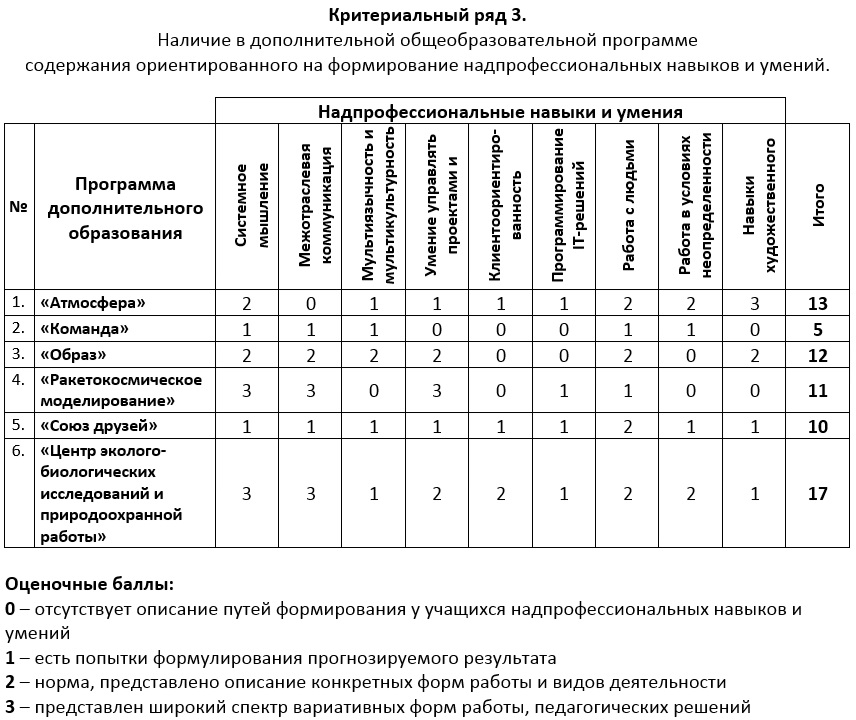 Критериальный ряд 3.
Наличие в дополнительной общеобразовательной программе
содержания ориентированного на формирование надпрофессиональных навыков и умений.
Надпрофессиональные навыки и умения
№
Программа
дополнительного
образования
Системное
мышление
Межотраслевая
коммуникация
Мультиязычность и
мультикультурность
Умение управлять
проектами и
Клиентоориентиро-
ванность
Программирование
IT-решений
Работа с людьми
Работа в условиях
неопределенности
Навыки
художественного
Итого
1. «Атмосфера» 2 0 1 1 1 1 2 2 3 13
2. «Команда» 1 1 1 0 0 0 1 1 0 5
3. «Образ» 2 2 2 2 0 0 2 0 2 12
4. «Ракетокосмическое
моделирование» 3 3 0 3 0 1 1 0 0 11
5. «Союз друзей» 1 1 1 1 1 1 2 1 1 10
6. «Центр эколого-
биологических
исследований и
природоохранной
работы» 3 3 1 2 2 1 2 2 1 17
Оценочные баллы:
0 – отсутствует описание путей формирования у учащихся надпрофессиональных навыков и
умений
1 – есть попытки формулирования прогнозируемого результата
2 – норма, представлено описание конкретных форм работы и видов деятельности
3 – представлен широкий спектр вариативных форм работы, педагогических решений